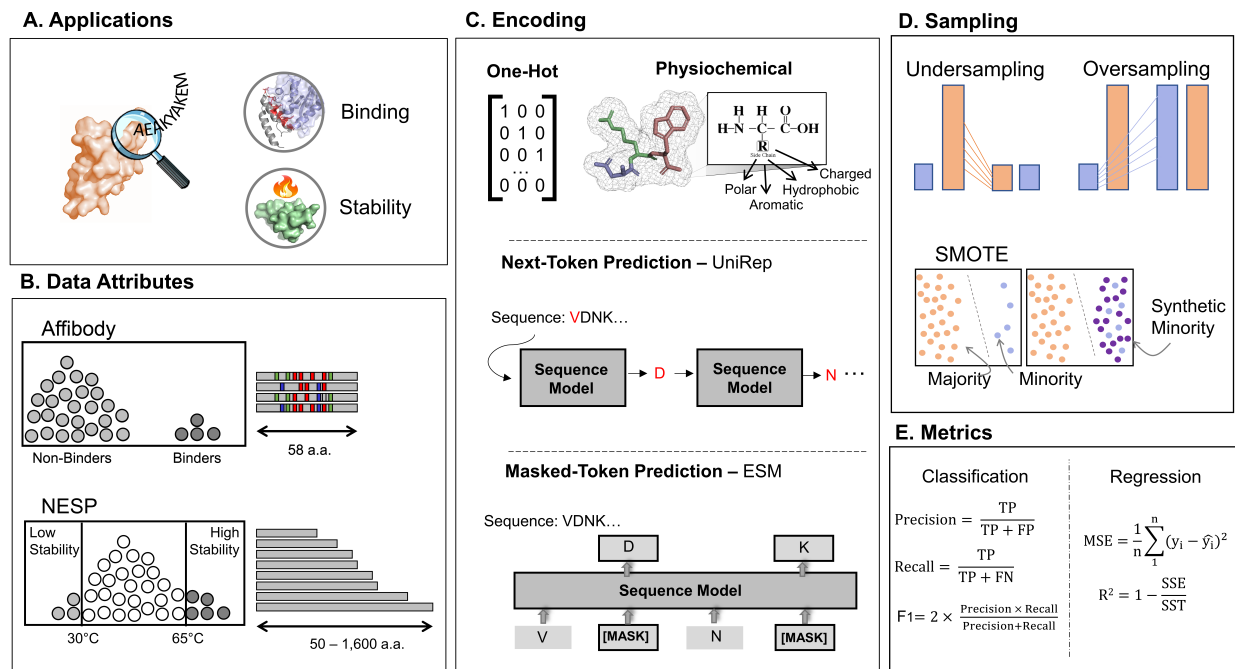 A. Applications
AEAKYAKEM
Binding
Stability
B. Data Attributes
Affibody
Non-Binders
Binders
58 a.a.
NESP
Low
Stability
High
Stability
30°C
65°C
50 – 1,600 a.a.
C. Encoding
One-Hot
1 0 0
0 1 0
0 0 1
...
0 0 0
Physiochemical
H H O
H–N–C–C–OH
R
Side Chain
Charged
Polar
Hydrophobic
Aromatic
Next-Token Prediction – UniRep
Sequence: VDNK...
Sequence
Model
D
Sequence
Model
N ...
Masked-Token Prediction – ESM
Sequence: VDNK...
D
K
Sequence Model
V
[MASK]
N
[MASK]
D. Sampling
Undersampling
Oversampling
SMOTE
Synthetic
Minority
Majority
Minority
E. Metrics
Classification
Precision = TP / TP + FP
Recall = TP / TP + FN
F1= 2 × Precision × Recall / Precision+Recall
Regression
MSE = 1/n ∑ 1 n (yᵢ − ŷᵢ)²
R² = 1 − SSE / SST